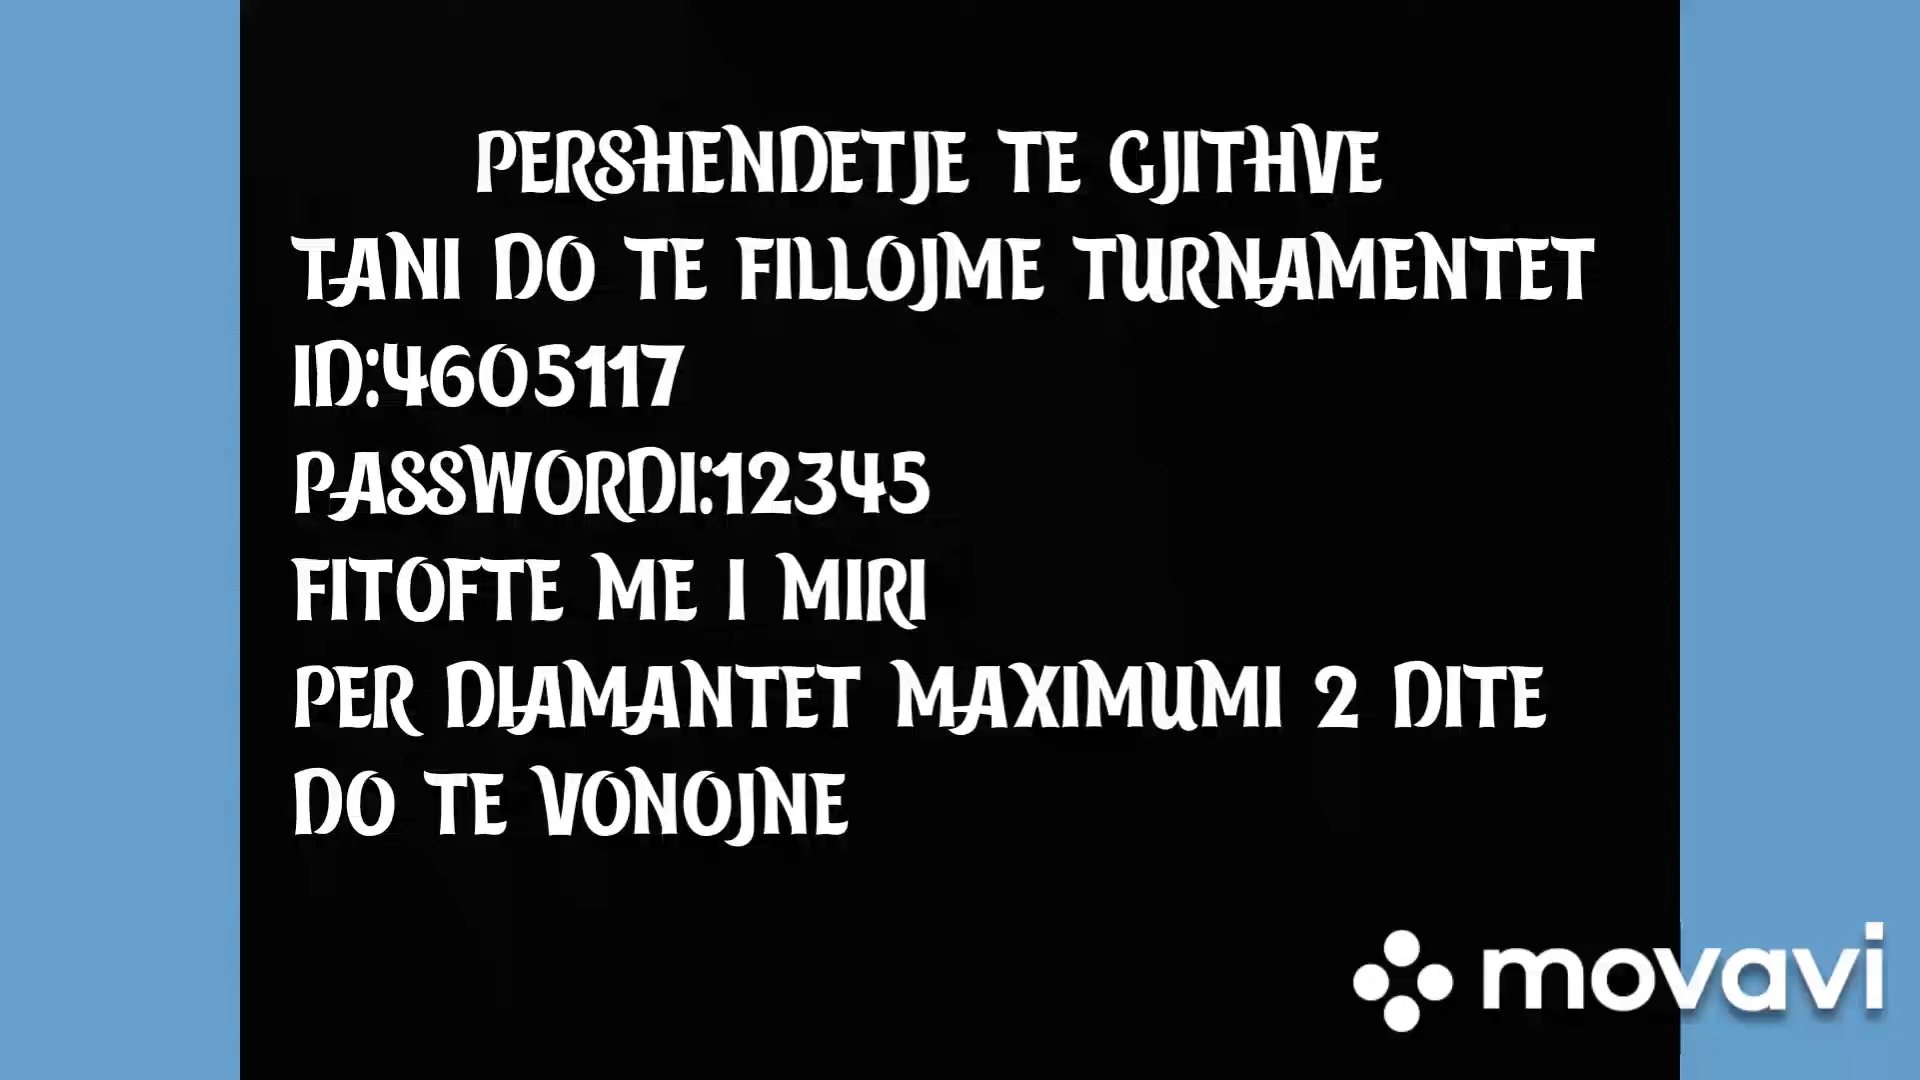 PERSHENDETJE TE GJITHVE
TANI DO TE FILLOJME TURNAMENTET
ID:4605117
PASSWORDI:12345
FITOFTE ME I MIRI
PER DIAMANTET MAXIMUMI 2 DITE
DO TE VONOJNE
movavi